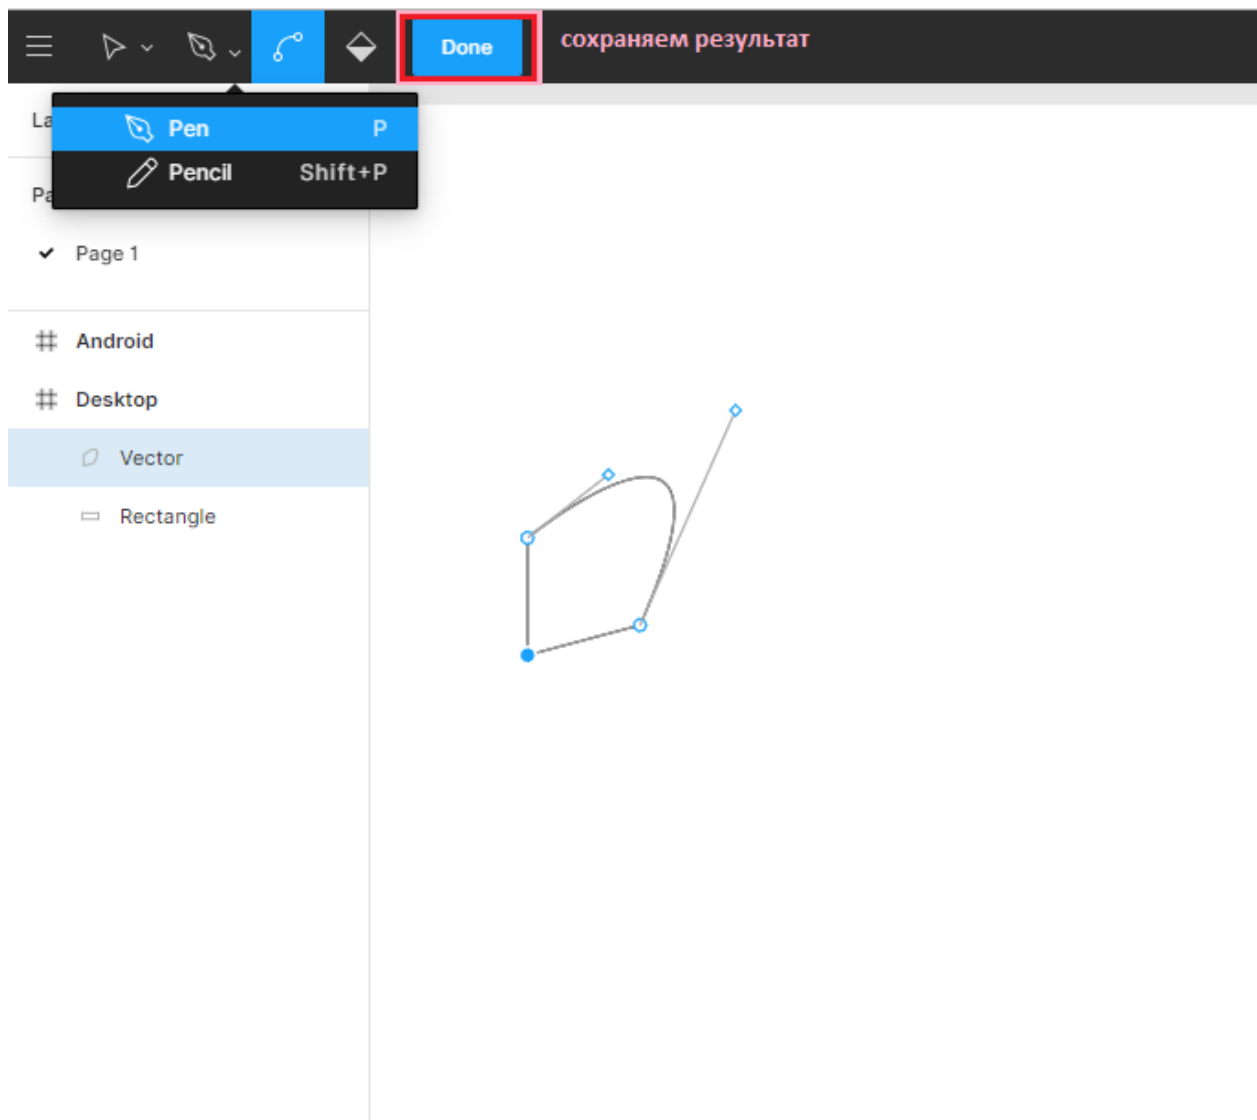 Done
сохраняем результат
La
Pen P
Pencil Shift+P
Pa
Page 1
Android
Desktop
Vector
Rectangle